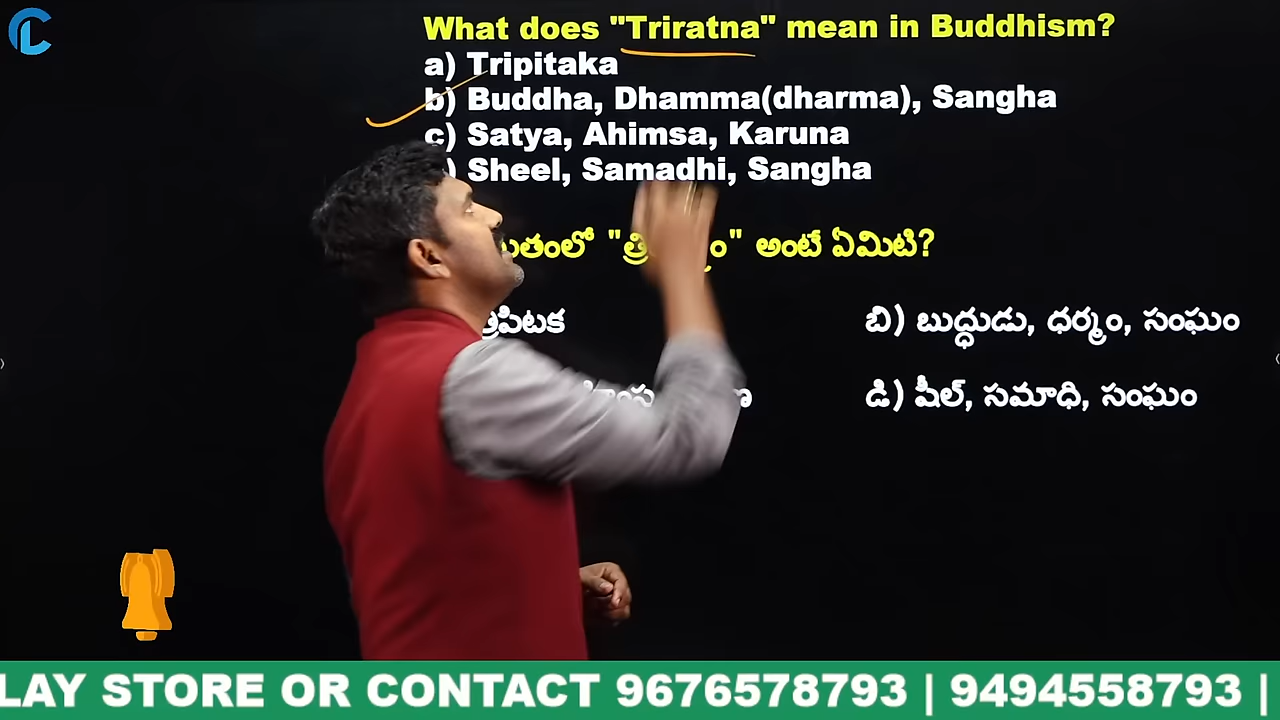 What does "Triratna" mean in Buddhism?
a) Tripitaka
b) Buddha, Dhamma(dharma), Sangha
c) Satya, Ahimsa, Karuna
) Sheel, Samadhi, Sangha
అంటే ఏమిటి?
బి) బుద్ధుడు, ధర్మం, సంఘం
డి) షీల్, సమాధి, సంఘం
LAY STORE OR CONTACT 9676578793 | 9494558793 |